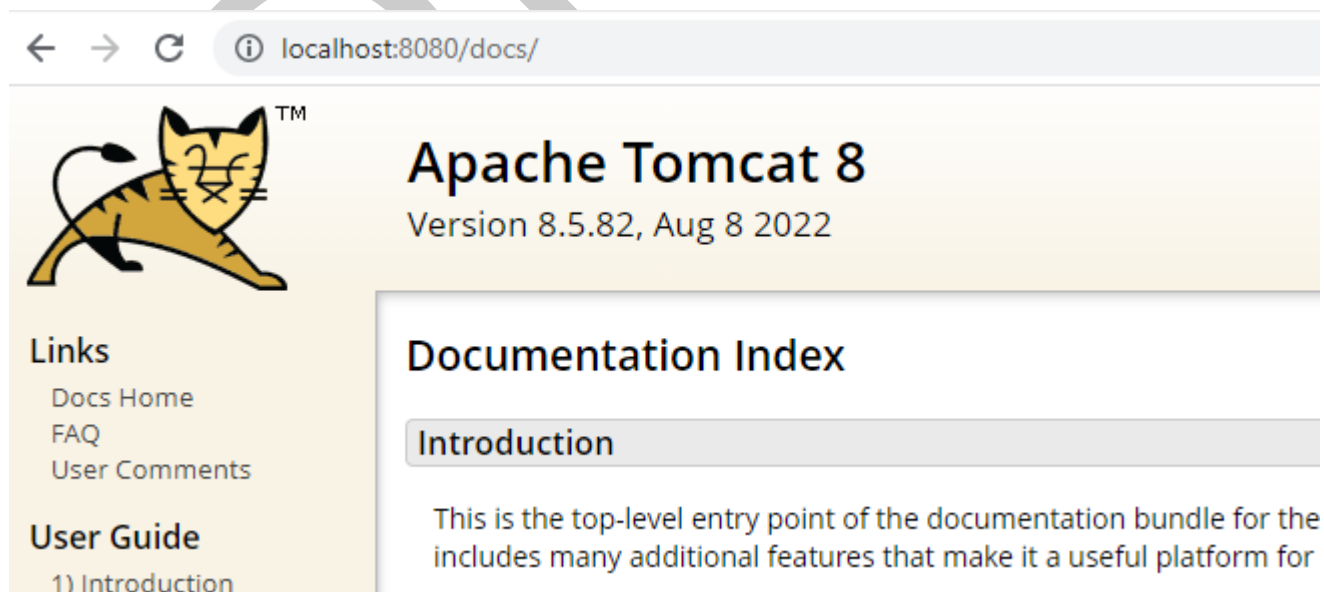 localhost:8080/docs/
TM
Apache Tomcat 8
Version 8.5.82, Aug 8 2022
Links
Docs Home
FAQ
User Comments
User Guide
1) Introduction
Documentation Index
Introduction
This is the top-level entry point of the documentation bundle for the
includes many additional features that make it a useful platform for